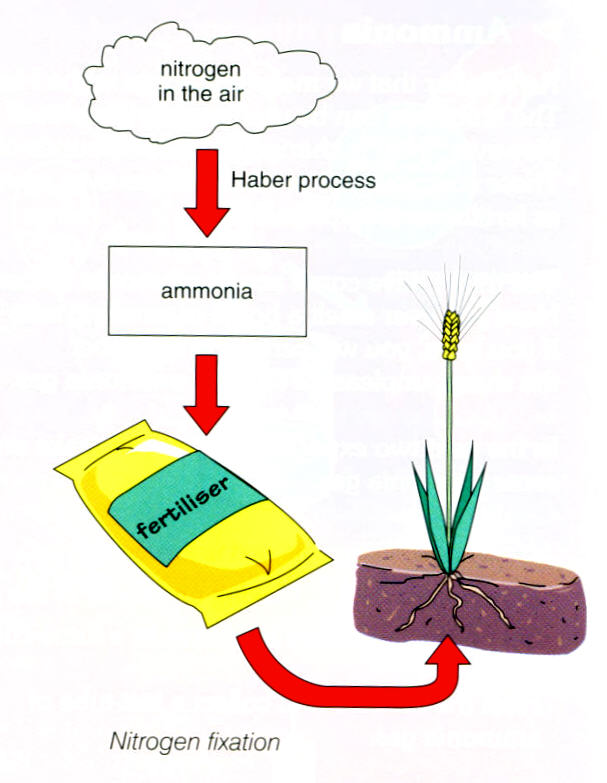 nitrogen
in the air
Haber process
ammonia
fertiliser
Nitrogen fixation